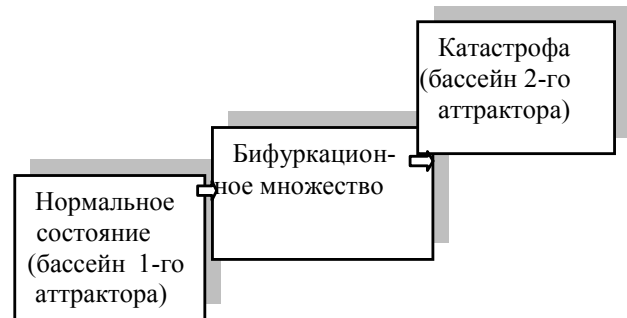 Катастрофа
(бассейн 2-го
аттрактора)
Бифуркацион-
ное множество
Нормальное
состояние
(бассейн 1-го
аттрактора)